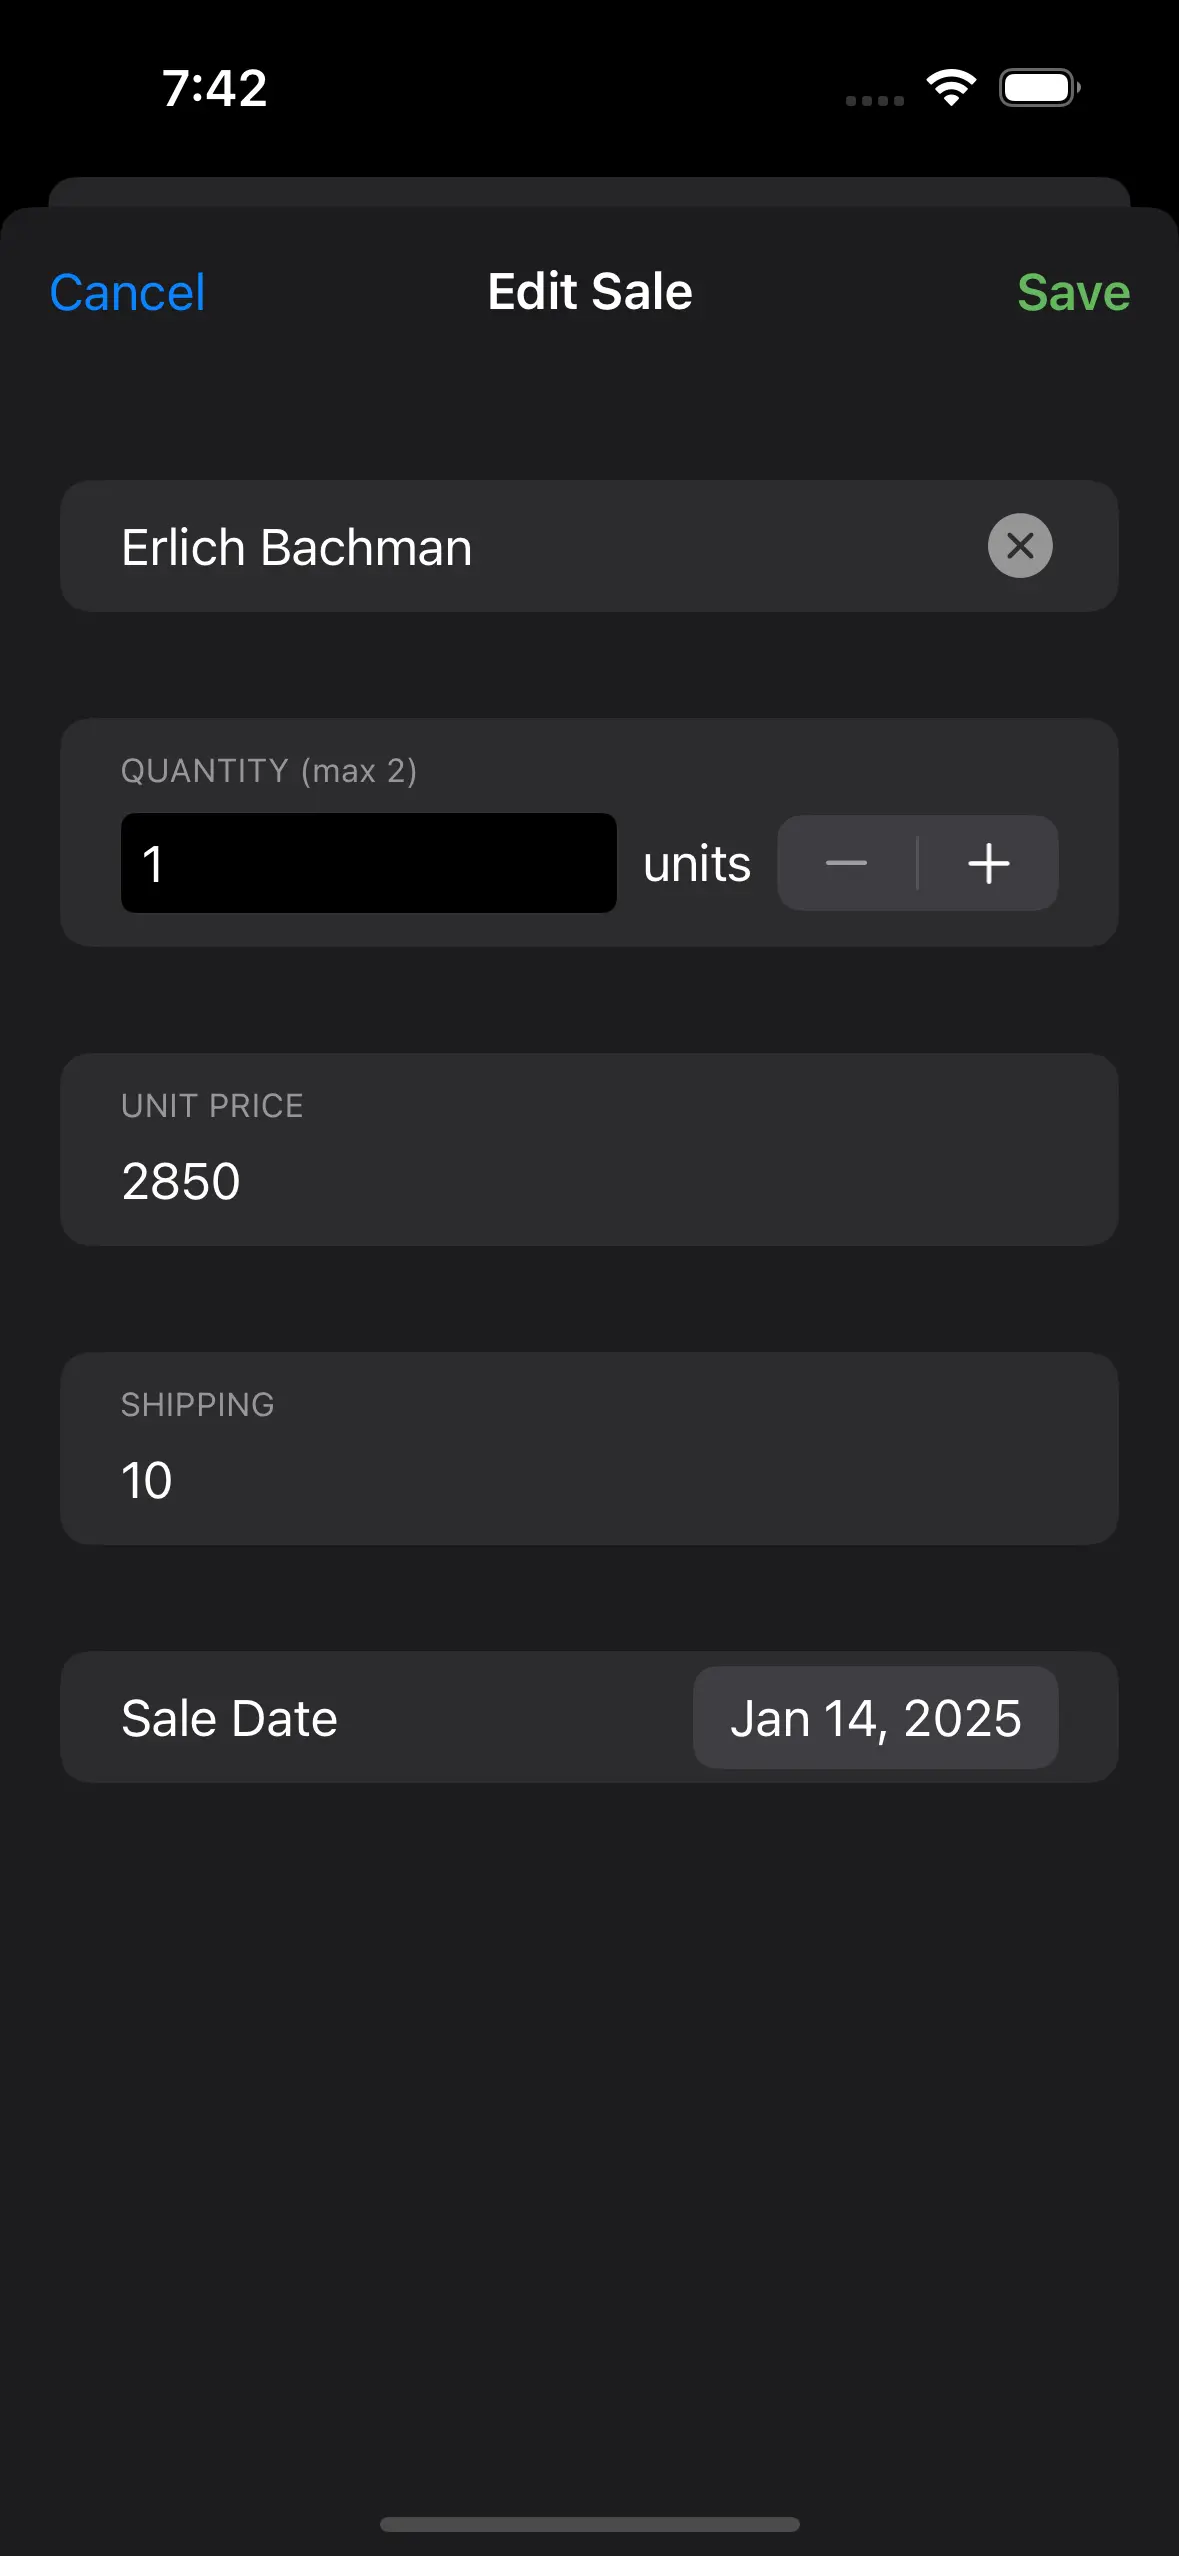 7:42
Cancel Edit Sale Save
Erlich Bachman
QUANTITY (max 2)
1 units
UNIT PRICE
2850
SHIPPING
10
Sale Date Jan 14, 2025